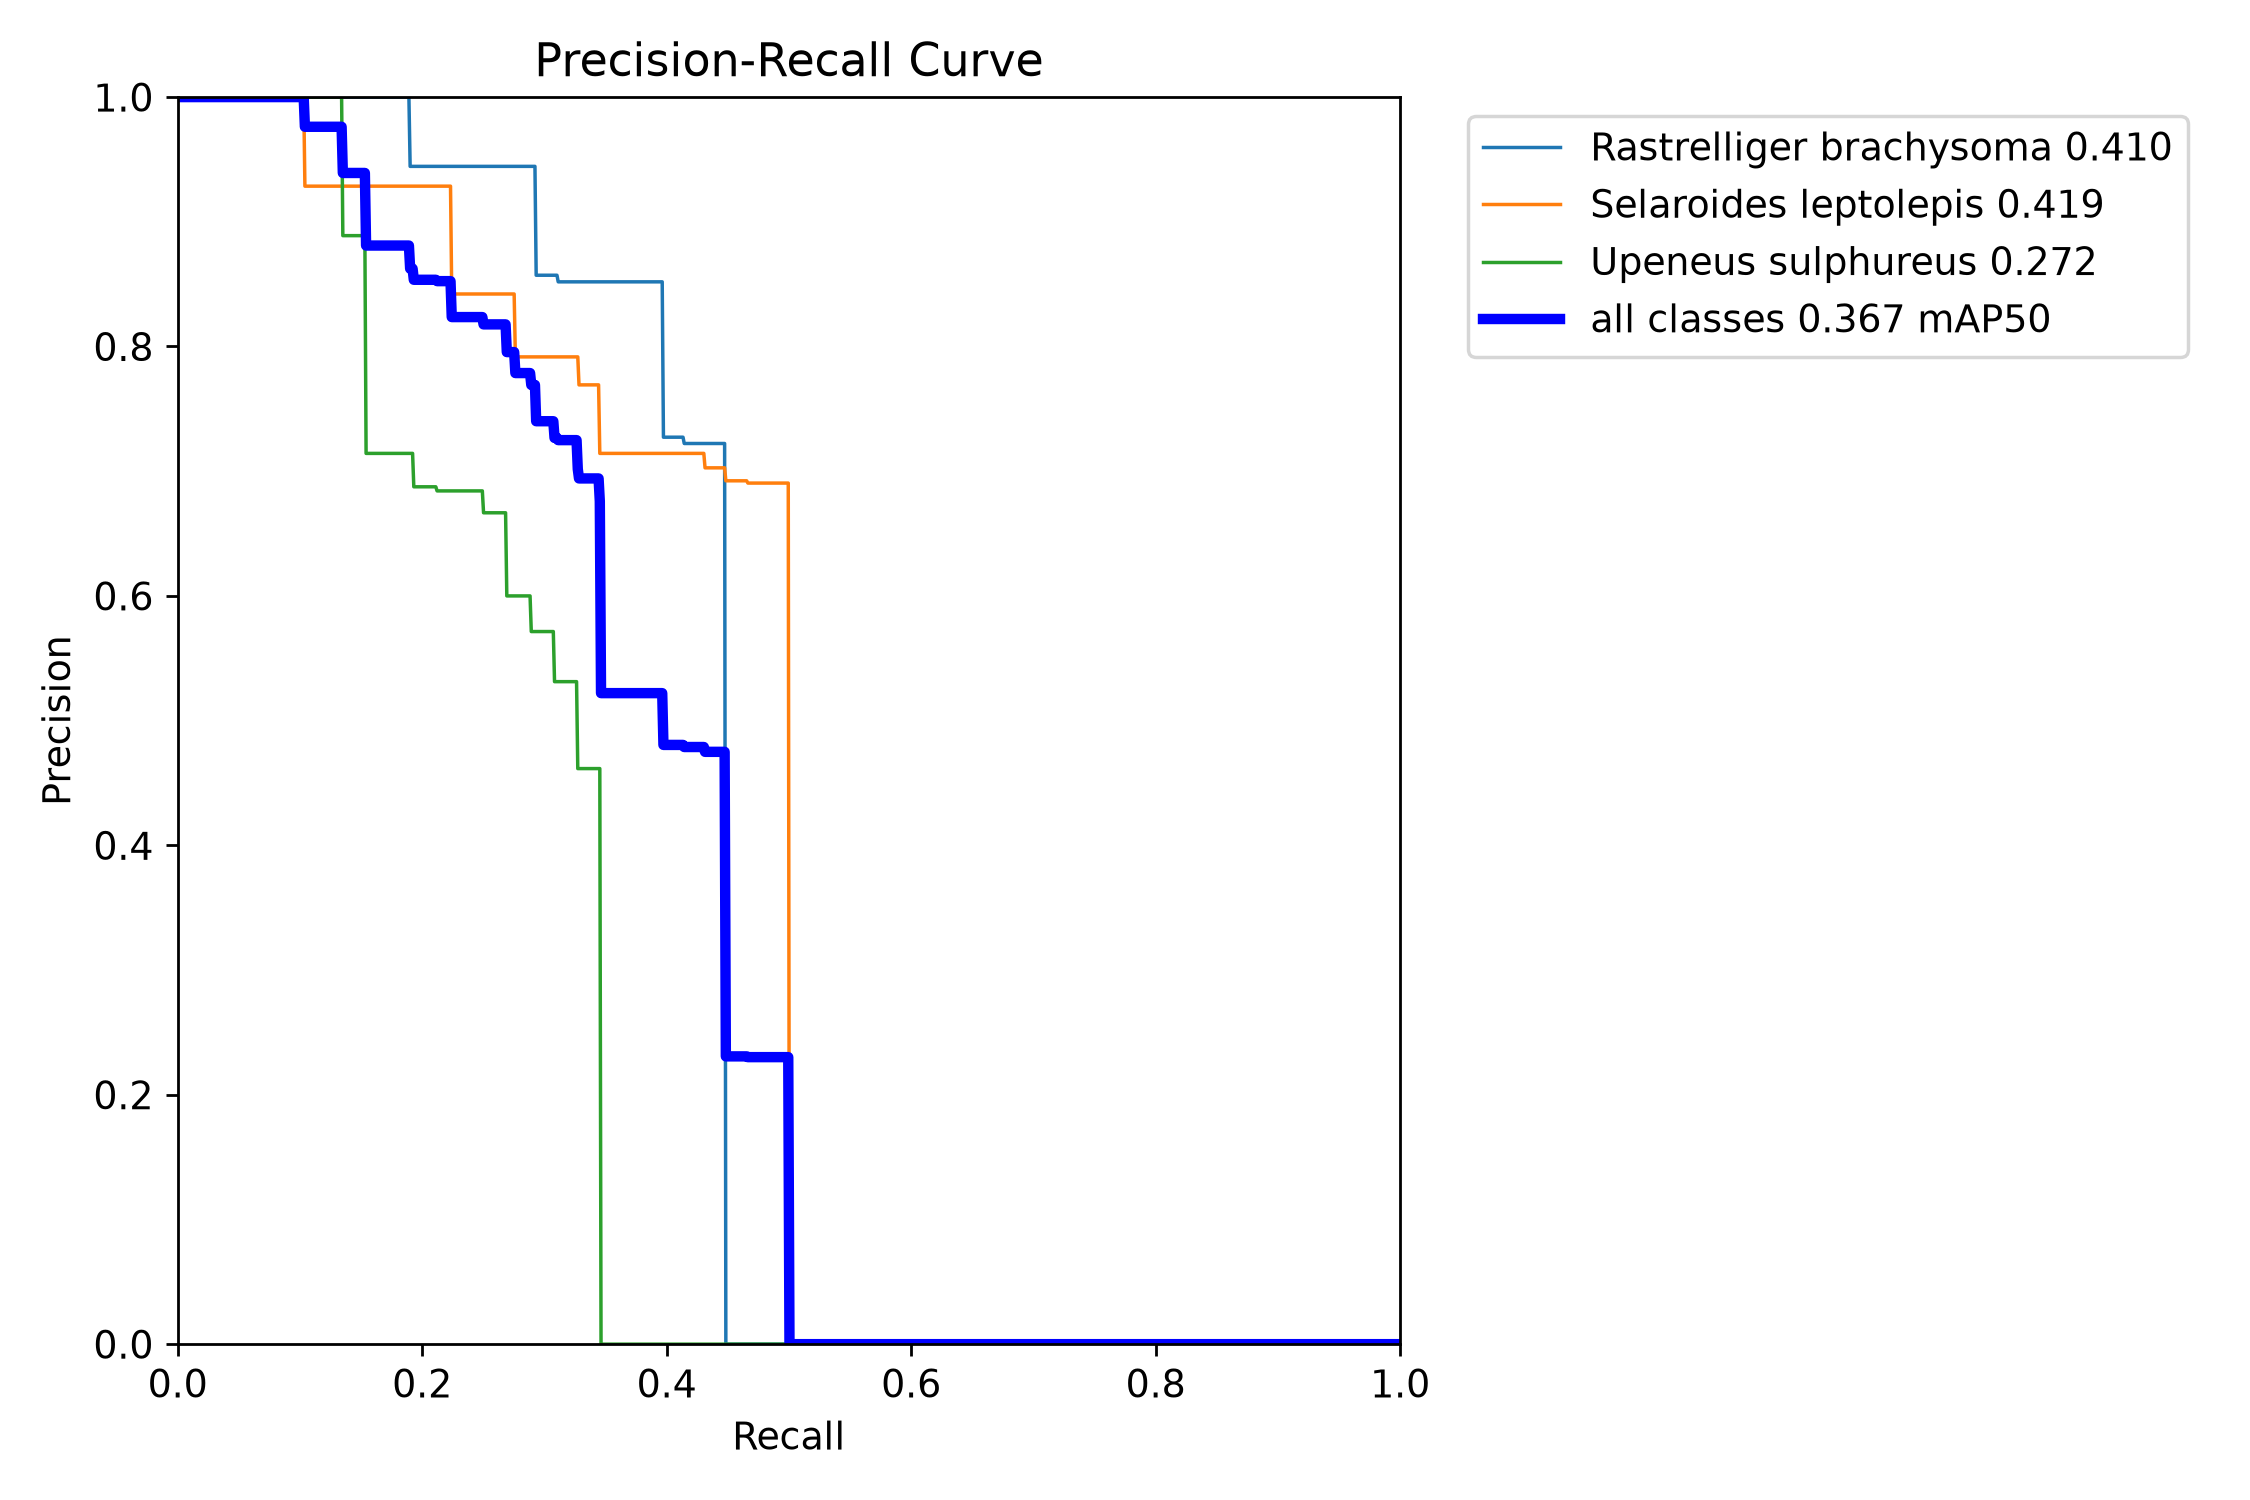 Precision-Recall Curve
1.0
0.8
0.6
0.4
0.2
0.0
Precision
0.0 0.2 0.4 0.6 0.8 1.0
Recall
Rastrelliger brachysoma 0.410
Selaroides leptolepis 0.419
Upeneus sulphureus 0.272
all classes 0.367 mAP50